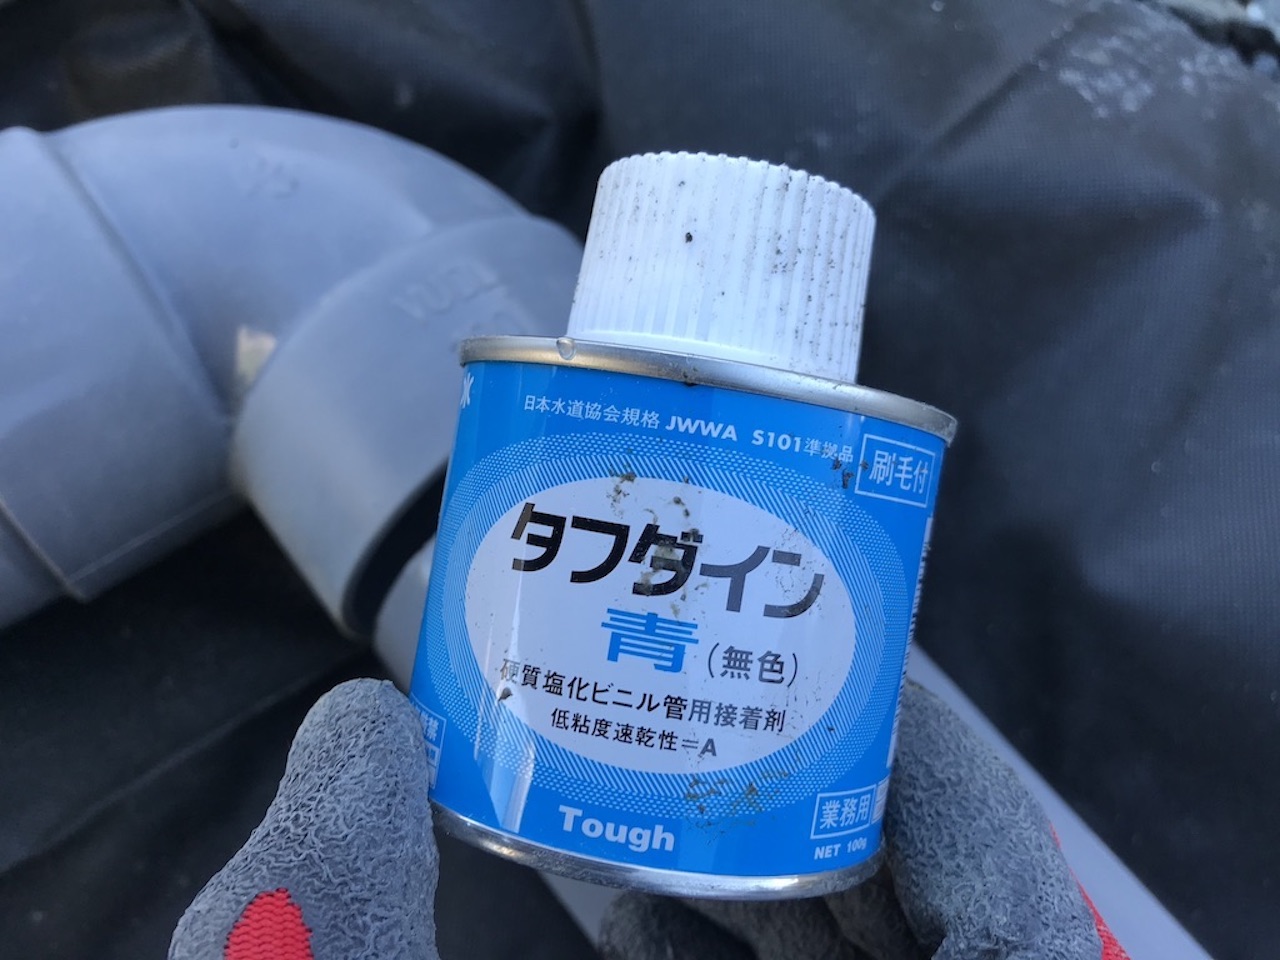 日本水道協会規格 JWWA S101準拠品
刷毛付
タフダイン
青(無色)
硬質塩化ビニル管用接着剤
低粘度速乾性=A
Tough
業務用
NET 100g